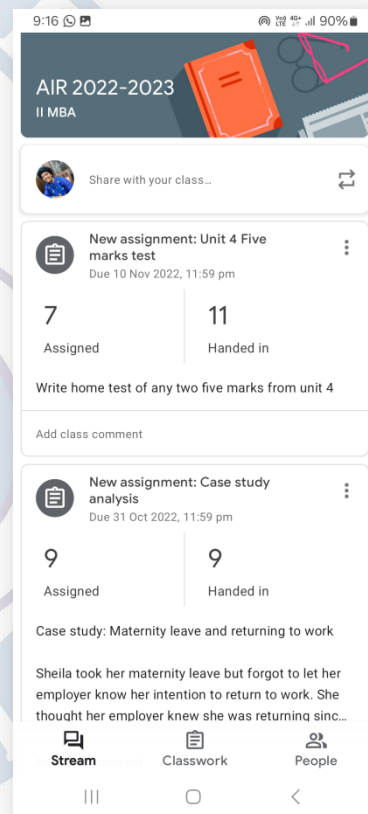 9:16
90%
AIR 2022-2023
II MBA
Share with your class...
New assignment: Unit 4 Five
marks test
Due 10 Nov 2022, 11:59 pm
7
11
Assigned
Handed in
Write home test of any two five marks from unit 4
Add class comment
New assignment: Case study
analysis
Due 31 Oct 2022, 11:59 pm
9
9
Assigned
Handed in
Case study: Maternity leave and returning to work
Sheila took her maternity leave but forgot to let her
employer know her intention to return to work. She
thought her employer knew she was returning sinc...
Stream
Classwork
People